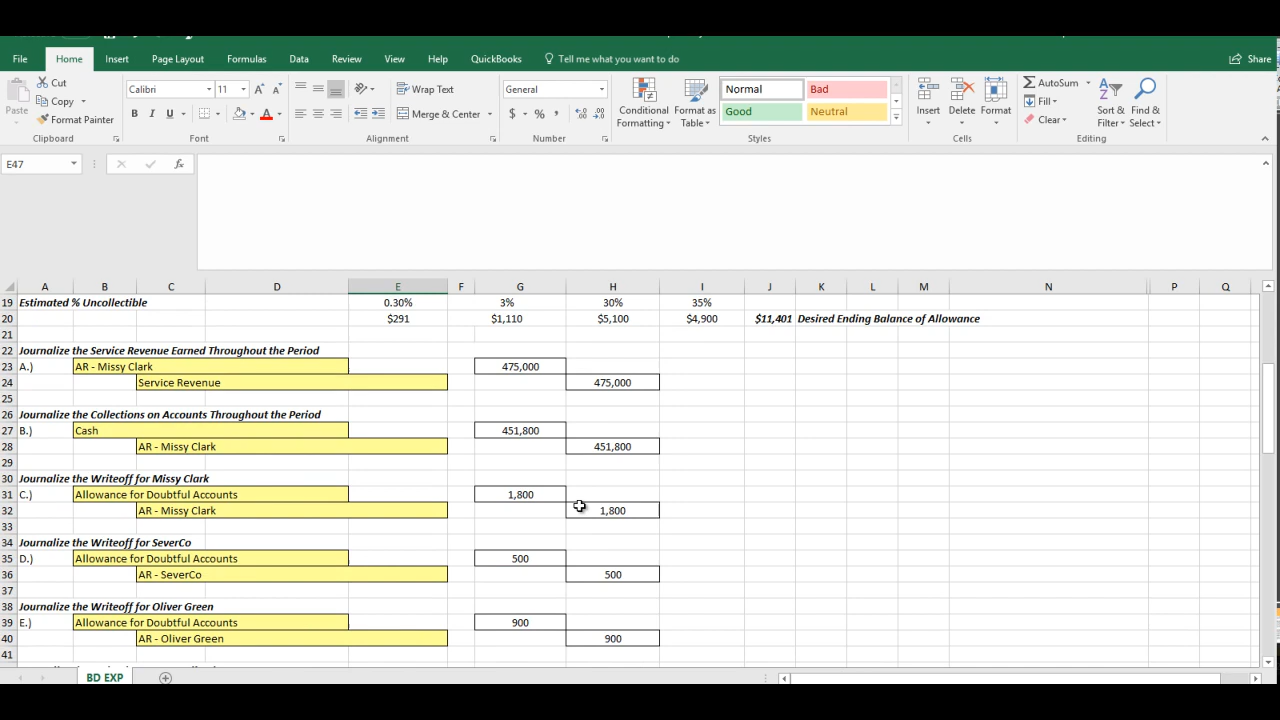 File Home Insert Page Layout Formulas Data Review View Help QuickBooks Tell me what you want to do Share
Cut
Copy
Format Painter
Paste
Clipboard
Calibri 11
B I U A
Font
Wrap Text
Merge & Center
Alignment
General
$ % ,
Number
Conditional Formatting
Format as Table
Normal Bad
Good Neutral
Styles
Insert Delete Format
Cells
AutoSum
Fill
Clear
Sort & Filter
Find & Select
Editing
E47 fx
A B C D E F G H I J K L M N P Q
19 Estimated % Uncollectible 0.30% 3% 30% 35%
20 $291 $1,110 $5,100 $4,900 $11,401 Desired Ending Balance of Allowance
21
22 Journalize the Service Revenue Earned Throughout the Period
23 A.) AR - Missy Clark 475,000
24 Service Revenue 475,000
25
26 Journalize the Collections on Accounts Throughout the Period
27 B.) Cash 451,800
28 AR - Missy Clark 451,800
29
30 Journalize the Writeoff for Missy Clark
31 C.) Allowance for Doubtful Accounts 1,800
32 AR - Missy Clark 1,800
33
34 Journalize the Writeoff for SeverCo
35 D.) Allowance for Doubtful Accounts 500
36 AR - SeverCo 500
37
38 Journalize the Writeoff for Oliver Green
39 E.) Allowance for Doubtful Accounts 900
40 AR - Oliver Green 900
41
BD EXP